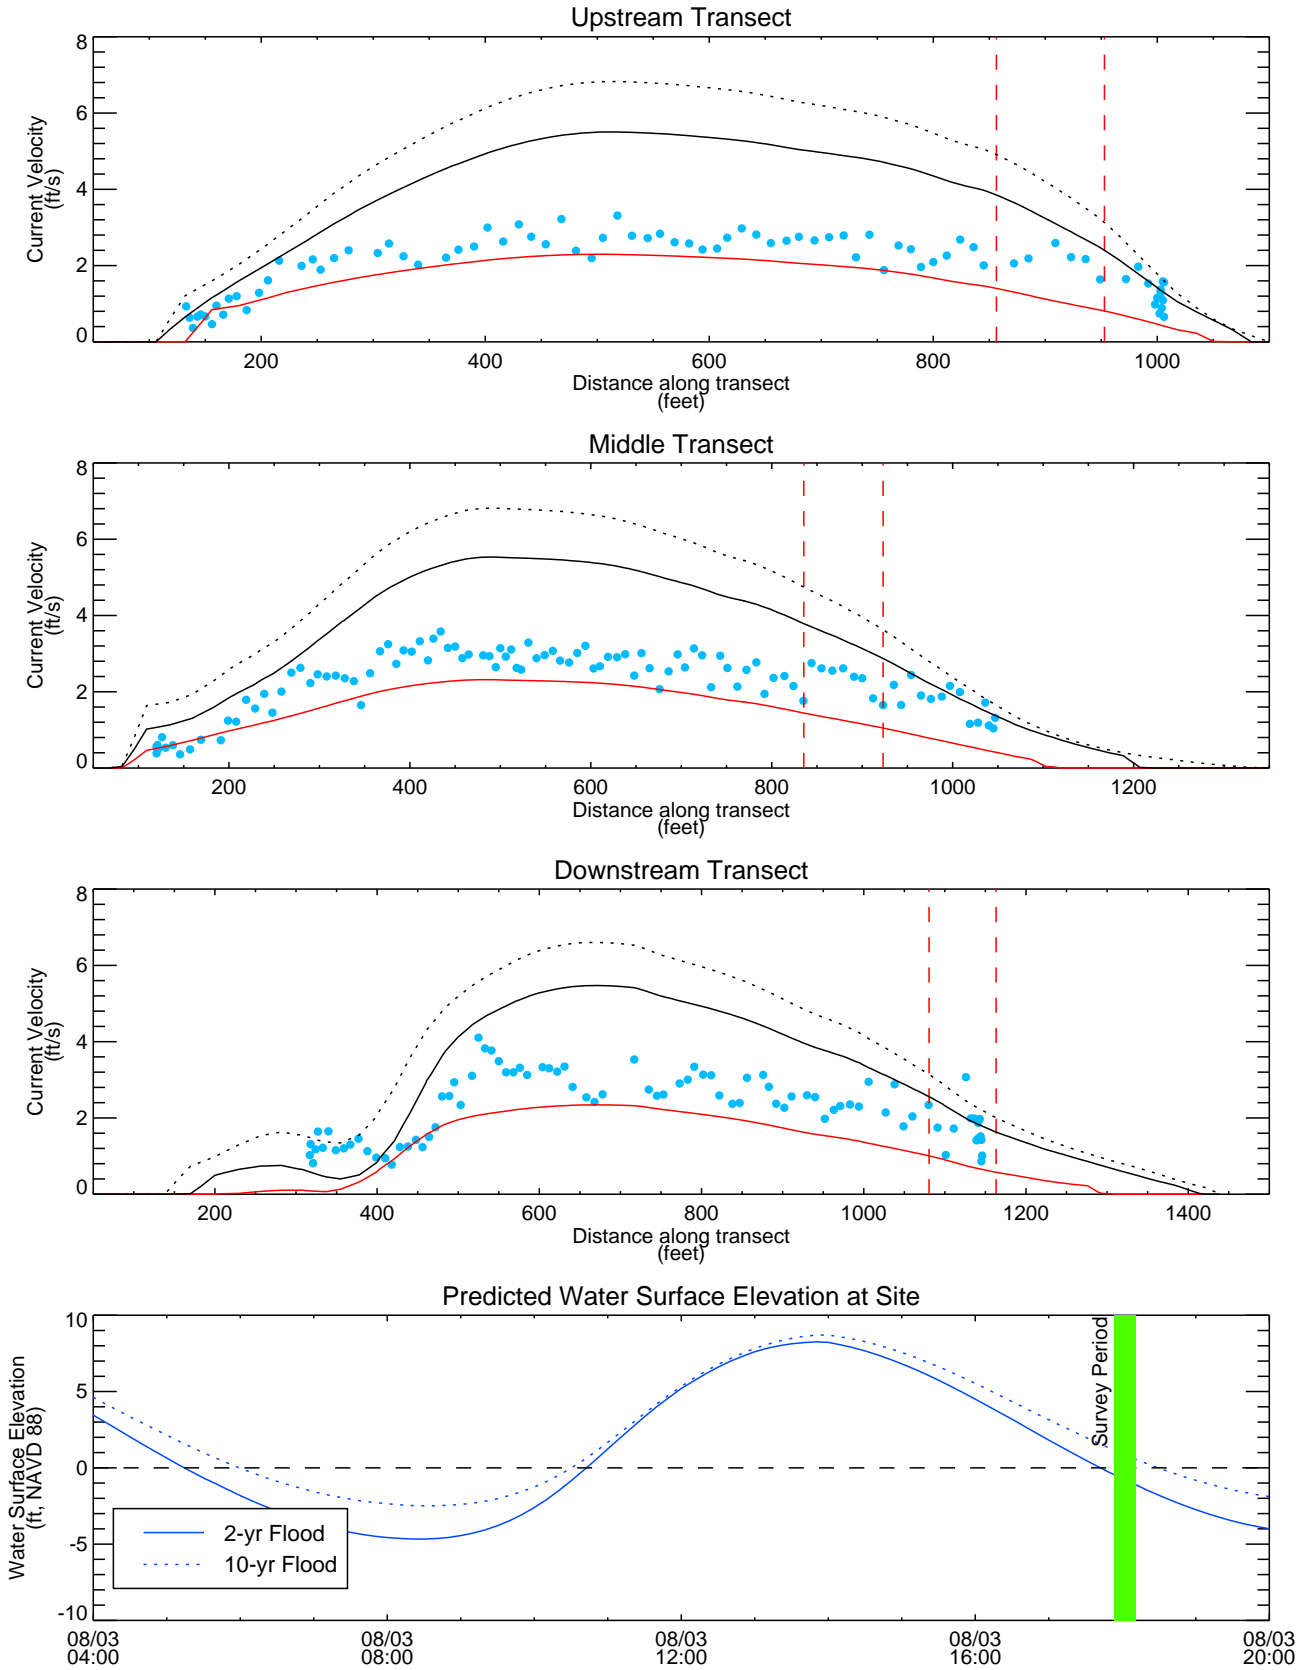 Upstream Transect
8
6
4
2
0
Current Velocity
(ft/s)
200 400 600 800 1000
Distance along transect
(feet)
Middle Transect
8
6
4
2
0
Current Velocity
(ft/s)
200 400 600 800 1000 1200
Distance along transect
(feet)
Downstream Transect
8
6
4
2
0
Current Velocity
(ft/s)
200 400 600 800 1000 1200 1400
Distance along transect
(feet)
Predicted Water Surface Elevation at Site
10
5
0
-5
-10
Water Surface Elevation
(ft, NAVD 88)
Survey Period
2-yr Flood
10-yr Flood
08/03 08/03 08/03 08/03 08/03
04:00 08:00 12:00 16:00 20:00